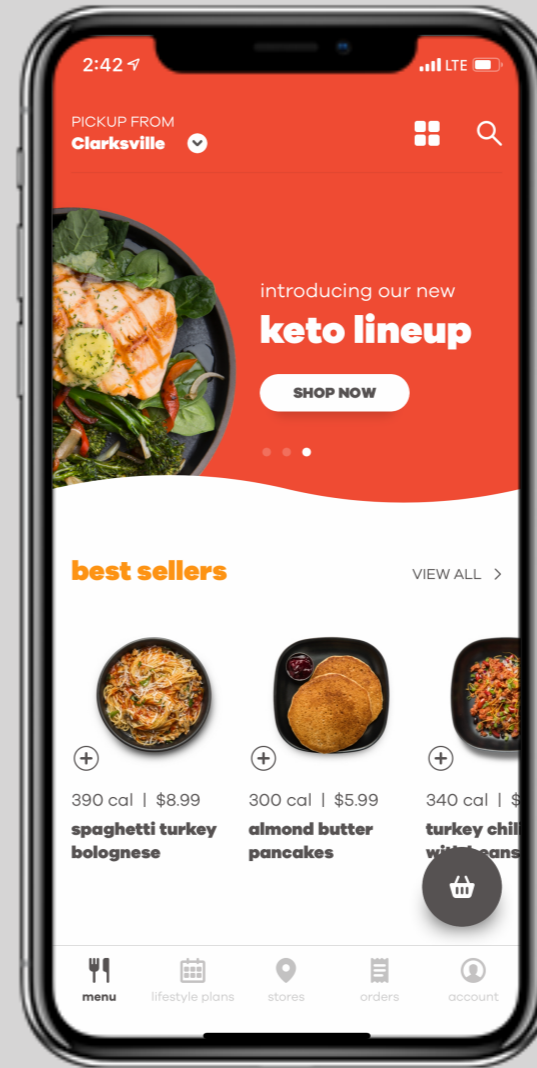 2:42
LTE
PICKUP FROM
Clarksville
introducing our new
keto lineup
SHOP NOW
best sellers
VIEW ALL
390 cal | $8.99
spaghetti turkey
bolognese
300 cal | $5.99
almond butter
pancakes
340 cal | $
turkey chili
with beans
menu
lifestyle plans
stores
orders
account